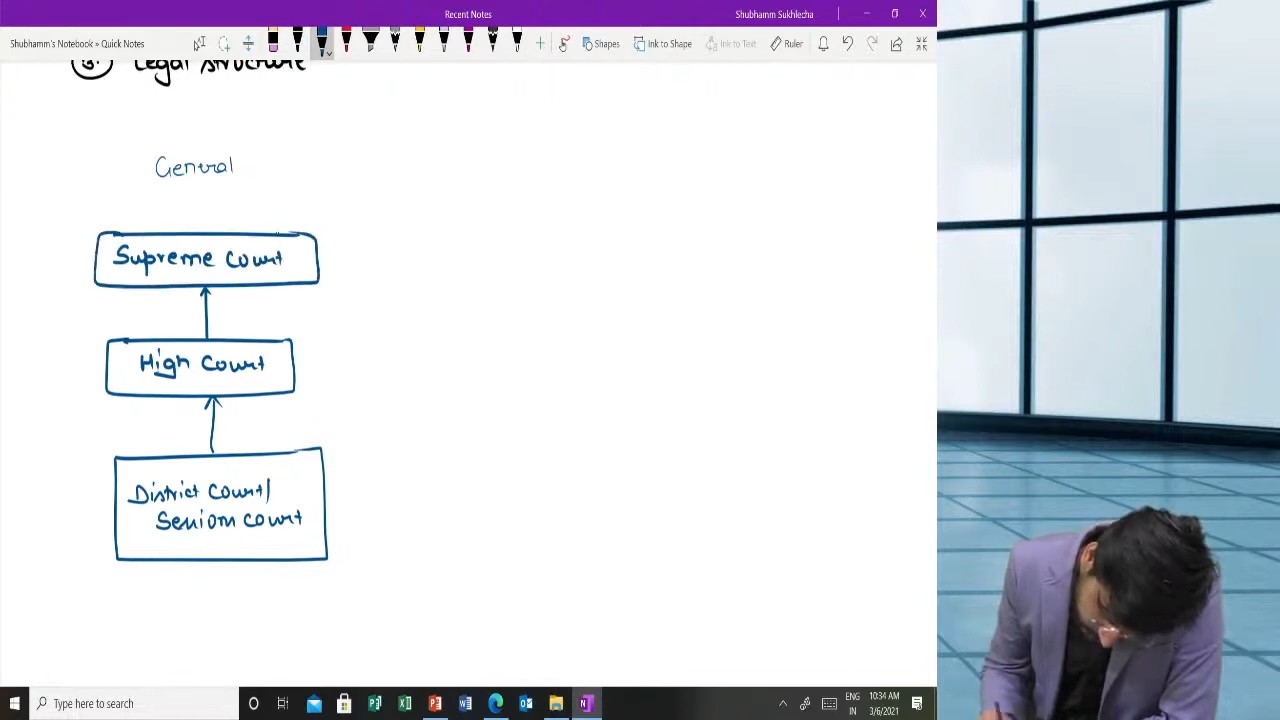 Recent Notes
Shubhamm Sukhlecha
Shubhamm's Notebook » Quick Notes
Shapes
Ink to Shape
Ink to Text
Ruler
3. Legal structure
General
Supreme Court
High Court
District Court/
Seniom Court
Type here to search
ENG
IN
10:34 AM
3/6/2021